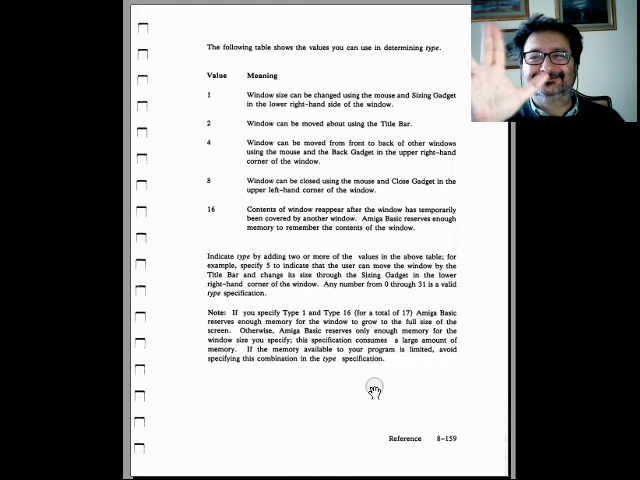 The following table shows the values you can use in determining type.
Value Meaning
1 Window size can be changed using the mouse and Sizing Gadget
in the lower right-hand side of the window.
2 Window can be moved about using the Title Bar.
4 Window can be moved from front to back of other windows
using the mouse and the Back Gadget in the upper right-hand
corner of the window.
8 Window can be closed using the mouse and Close Gadget in the
upper left-hand corner of the window.
16 Contents of window reappear after the window has temporarily
been covered by another window. Amiga Basic reserves enough
memory to remember the contents of the window.
Indicate type by adding two or more of the values in the above table; for
example, specify 5 to indicate that the user can move the window by the
Title Bar and change its size through the Sizing Gadget in the lower
right-hand corner of the window. Any number from 0 through 31 is a valid
type specification.
Note: If you specify Type 1 and Type 16 (for a total of 17) Amiga Basic
reserves enough memory for the window to grow to the full size of the
screen. Otherwise, Amiga Basic reserves only enough memory for the
window size you specify; this specification consumes a large amount of
memory. If the memory available to your program is limited, avoid
specifying this combination in the type specification.
Reference 8-159